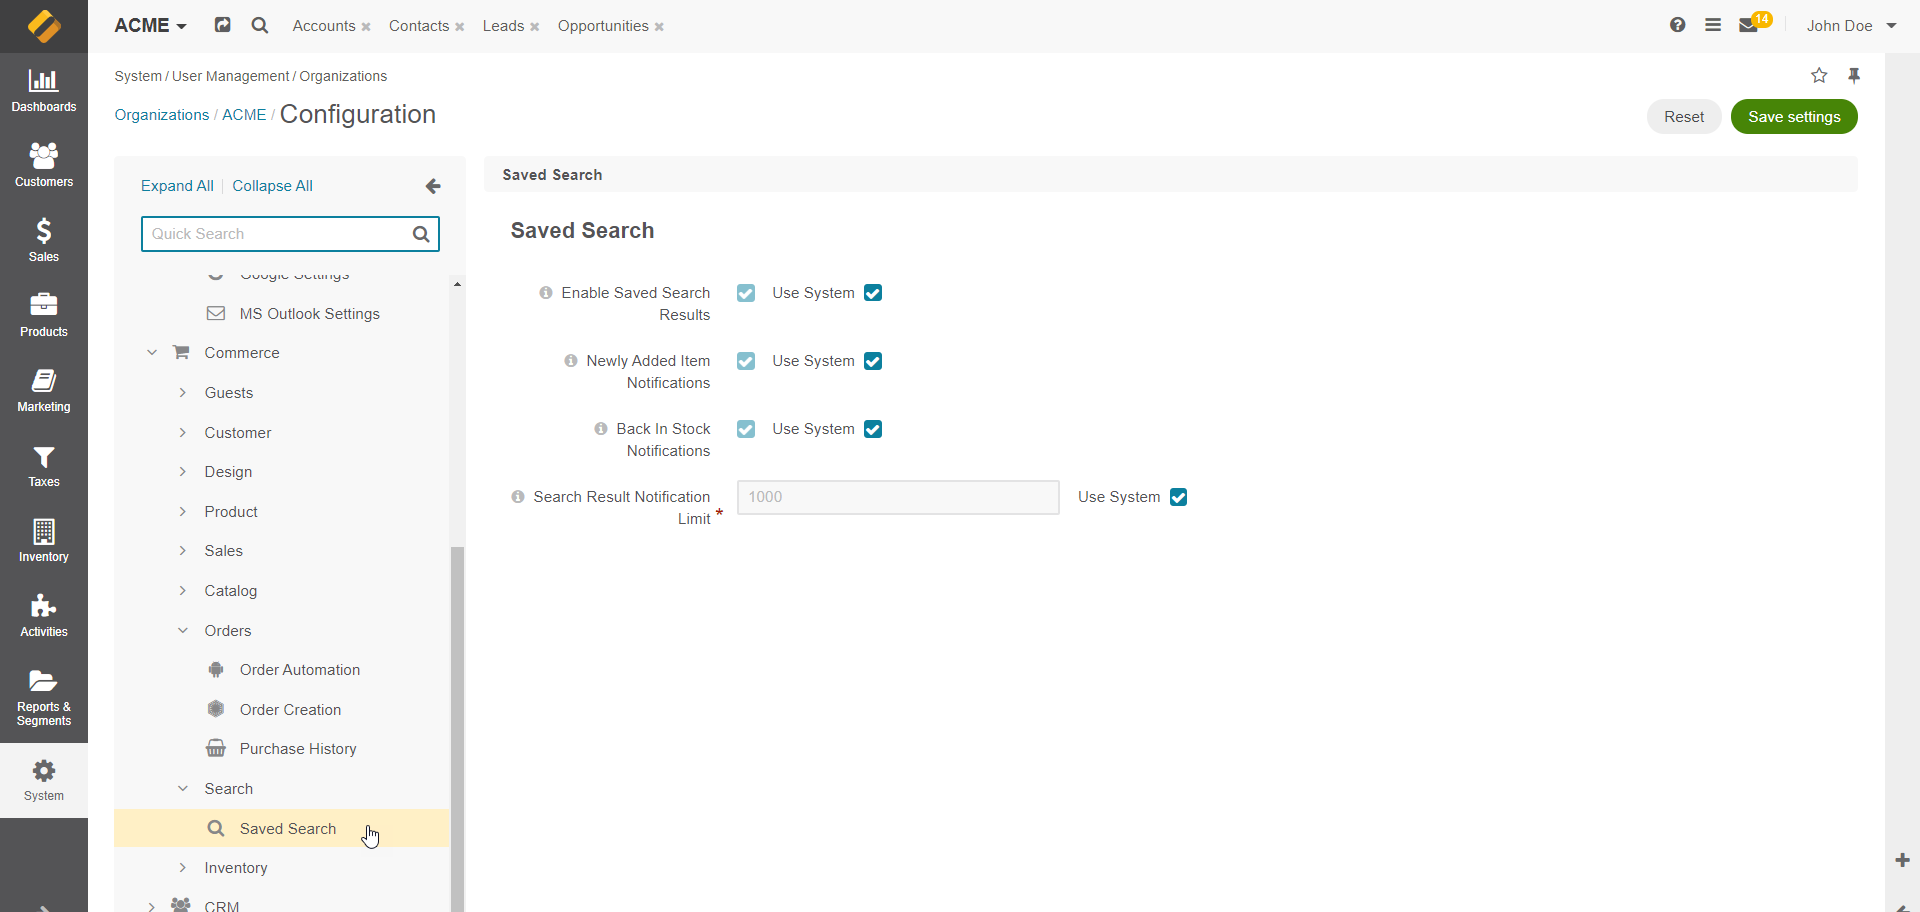 ACME
Accounts
Contacts
Leads
Opportunities
14
John Doe
Dashboards
Customers
Sales
Products
Marketing
Taxes
Inventory
Activities
Reports &
Segments
System
System / User Management / Organizations
Organizations / ACME / Configuration
Reset
Save settings
Expand All
Collapse All
Quick Search
Google Settings
MS Outlook Settings
Commerce
Guests
Customer
Design
Product
Sales
Catalog
Orders
Order Automation
Order Creation
Purchase History
Search
Saved Search
Inventory
CRM
Saved Search
Saved Search
Enable Saved Search
Results
Use System
Newly Added Item
Notifications
Use System
Back In Stock
Notifications
Use System
Search Result Notification
Limit *
1000
Use System